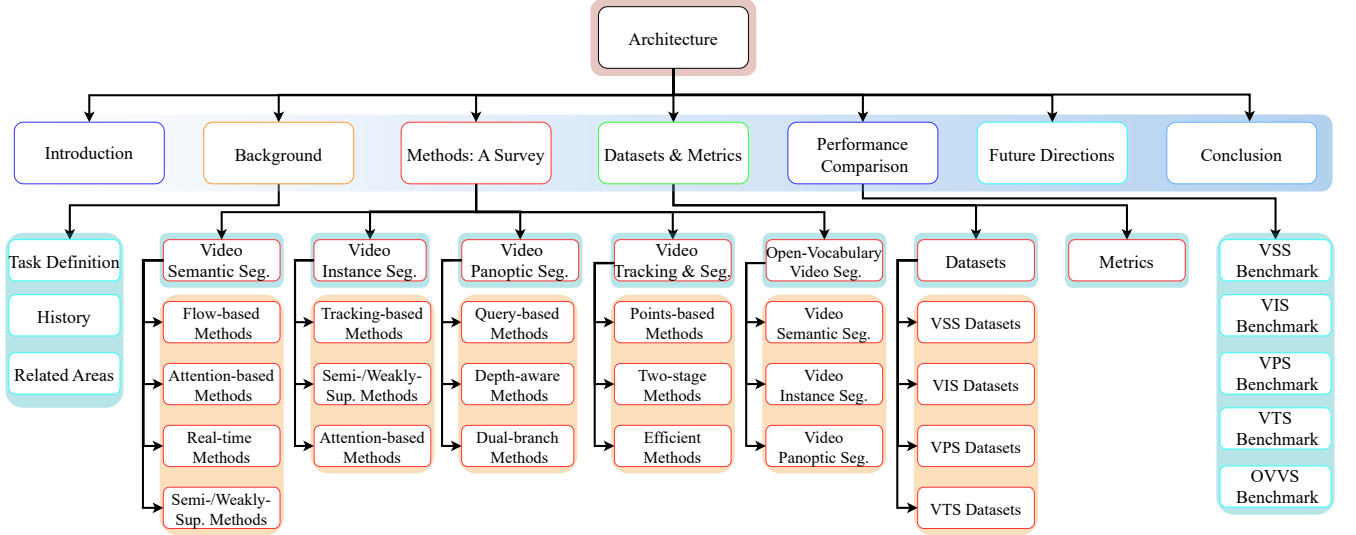 Architecture
Introduction
Background
Methods: A Survey
Datasets & Metrics
Performance
Comparison
Future Directions
Conclusion
Task Definition
History
Related Areas
Video
Semantic Seg.
Flow-based
Methods
Attention-based
Methods
Real-time
Methods
Semi-/Weakly-
Sup. Methods
Video
Instance Seg.
Tracking-based
Methods
Semi-/Weakly-
Sup. Methods
Attention-based
Methods
Video
Panoptic Seg.
Query-based
Methods
Depth-aware
Methods
Dual-branch
Methods
Video
Tracking & Seg,
Points-based
Methods
Two-stage
Methods
Efficient
Methods
Open-Vocabulary
Video Seg.
Video
Semantic Seg.
Video
Instance Seg.
Video
Panoptic Seg.
Datasets
VSS Datasets
VIS Datasets
VPS Datasets
VTS Datasets
Metrics
VSS
Benchmark
VIS
Benchmark
VPS
Benchmark
VTS
Benchmark
OVVS
Benchmark